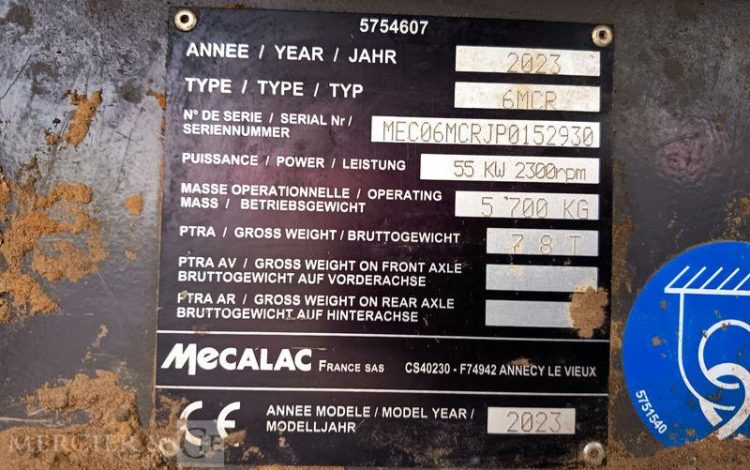 5754607
ANNEE / YEAR / JAHR 2023
TYPE / TYPE / TYP 6MCR
N° DE SERIE / SERIAL Nr / SERIENNUMMER MEC06MCRJP0152930
PUISSANCE / POWER / LEISTUNG 55 KW 2300rpm
MASSE OPERATIONNELLE / OPERATING
MASS / BETRIEBSGEWICHT 5 700 KG
PTRA / GROSS WEIGHT / BRUTTOGEWICHT 7 8 T
PTRA AV / GROSS WEIGHT ON FRONT AXLE
BRUTTOGEWICHT AUF VORDERACHSE
PTRA AR / GROSS WEIGHT ON REAR AXLE
BRUTTOGEWICHT AUF HINTERACHSE
MECALAC FRANCE SAS CS40230 - F74942 ANNECY LE VIEUX
CE ANNEE MODELE / MODEL YEAR /
MODELLJAHR 2023
5751540
MERCIER